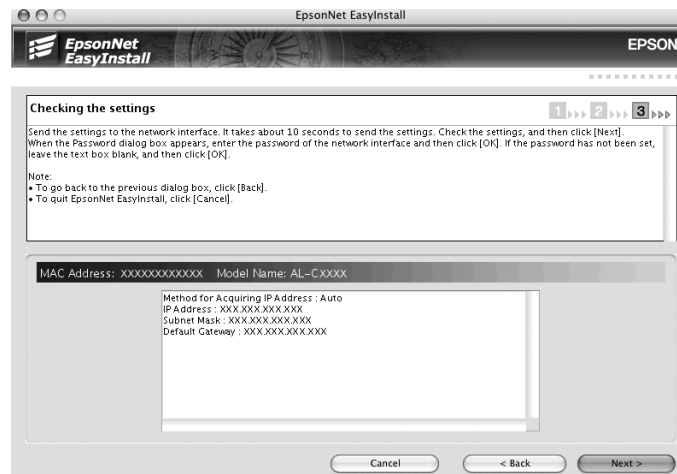 EpsonNet EasyInstall
EpsonNet
EasyInstall
EPSON
Checking the settings
1 2 3
Send the settings to the network interface. It takes about 10 seconds to send the settings. Check the settings, and then click [Next].
When the Password dialog box appears, enter the password of the network interface and then click [OK]. If the password has not been set,
leave the text box blank, and then click [OK].
Note:
• To go back to the previous dialog box, click [Back].
• To quit EpsonNet EasyInstall, click [Cancel].
MAC Address: XXXXXXXXXXXX Model Name: AL-CXXXX
Method for Acquiring IP Address : Auto
IP Address : XXX.XXX.XXX.XXX
Subnet Mask : XXX.XXX.XXX.XXX
Default Gateway : XXX.XXX.XXX.XXX
Cancel < Back Next >